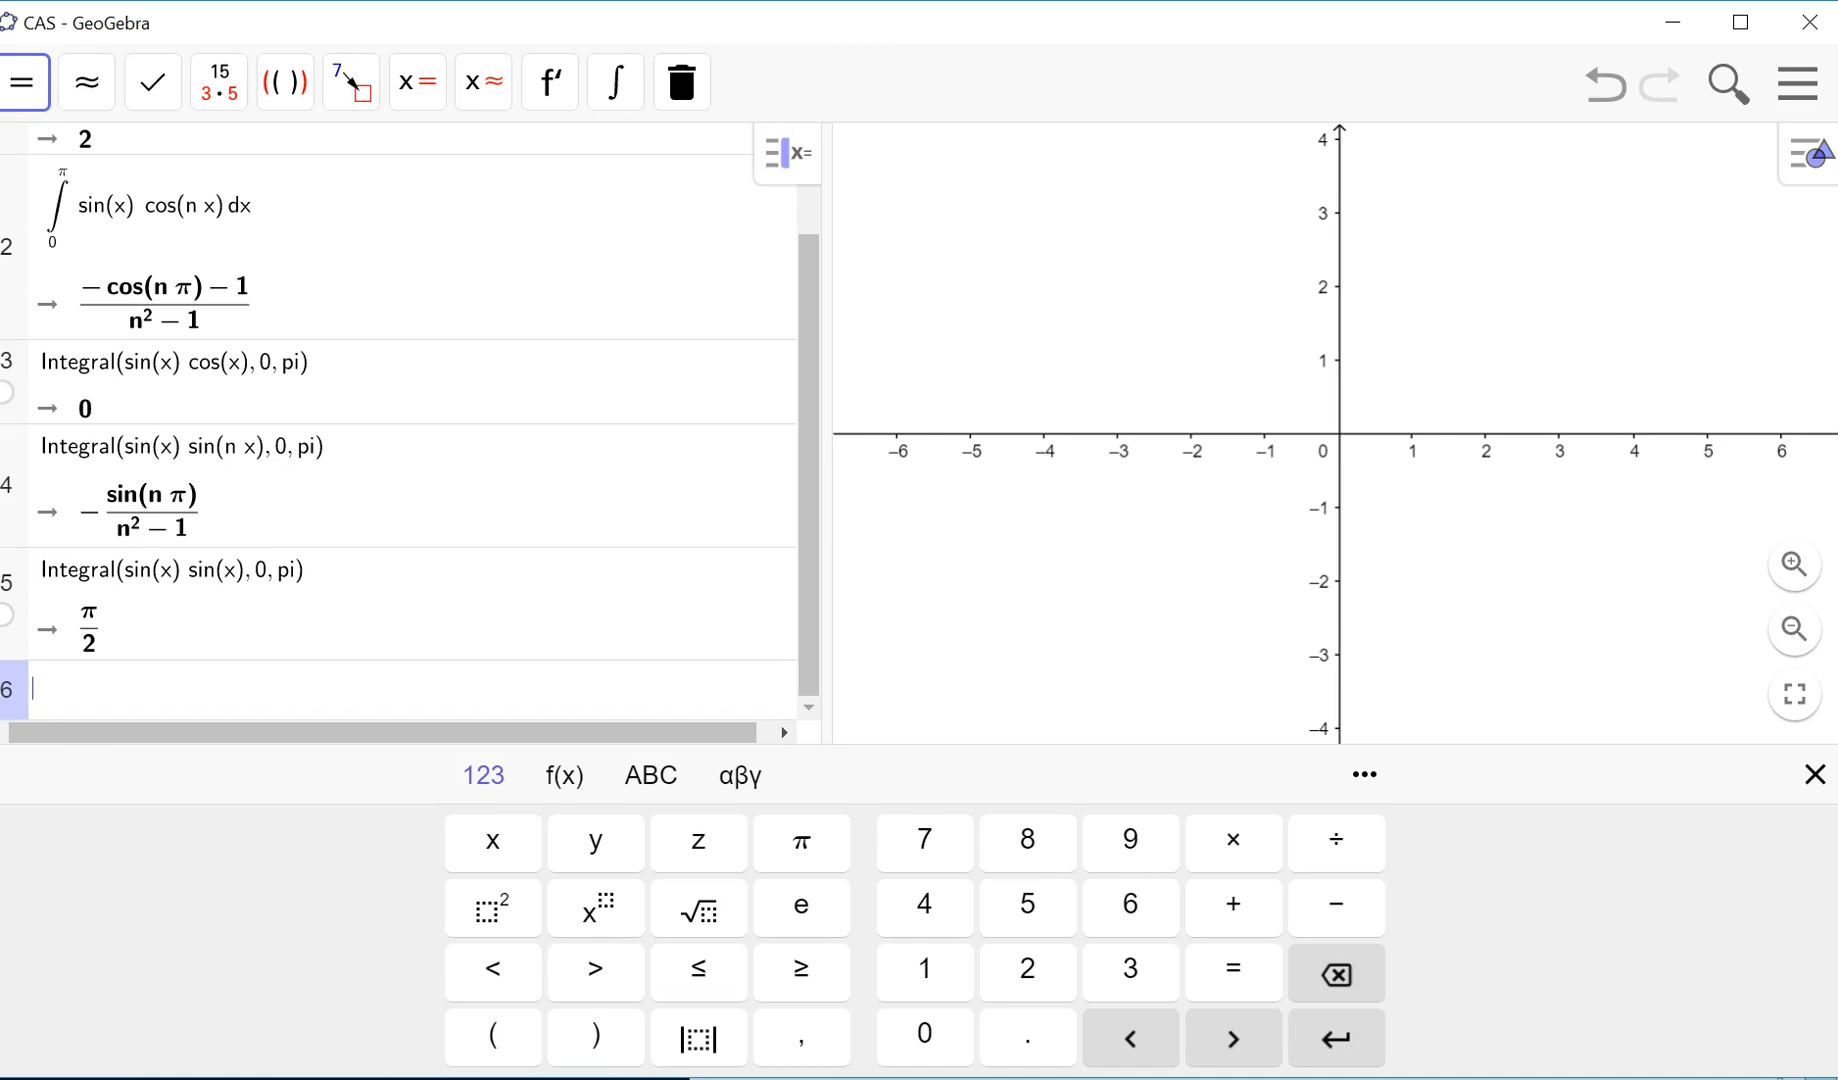 CAS - GeoGebra
= ≈ ✓ 15 3·5 (( )) 7 x= x≈ f′ ∫
→ 2
x=
2
∫₀^π sin(x) cos(n x) dx
→ (− cos(n π) − 1)/(n² − 1)
3 Integral(sin(x) cos(x), 0, pi)
→ 0
4 Integral(sin(x) sin(n x), 0, pi)
→ − sin(n π)/(n² − 1)
5 Integral(sin(x) sin(x), 0, pi)
→ π/2
6
4
3
2
1
–6 –5 –4 –3 –2 –1 0 1 2 3 4 5 6
–1
–2
–3
–4
123 f(x) ABC αβγ •••
x y z π 7 8 9 × ÷
² x √ e 4 5 6 + −
< > ≤ ≥ 1 2 3 =
( ) | | , 0 . < >